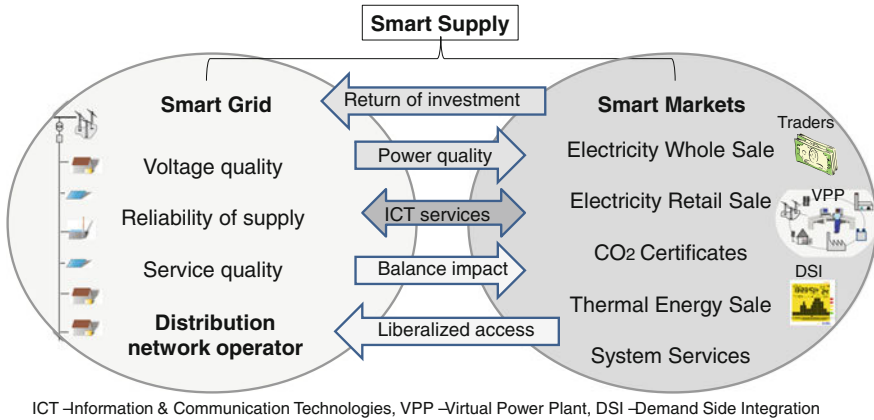 Smart Supply
Smart Grid
Voltage quality
Reliability of supply
Service quality
Distribution
network operator
Return of investment
Power quality
ICT services
Balance impact
Liberalized access
Smart Markets
Electricity Whole Sale
Electricity Retail Sale
CO2 Certificates
Thermal Energy Sale
System Services
Traders
VPP
DSI
ICT –Information & Communication Technologies, VPP –Virtual Power Plant, DSI –Demand Side Integration